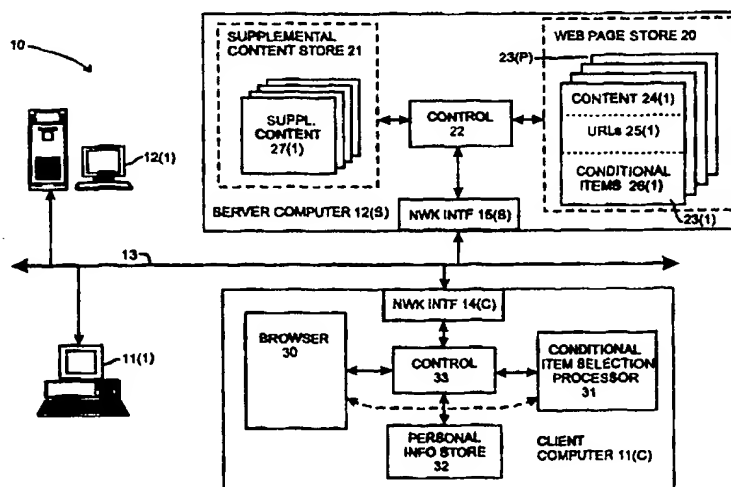 10
12(1)
SUPPLEMENTAL
CONTENT STORE 21
SUPPL.
CONTENT
27(1)
CONTROL
22
WEB PAGE STORE 20
23(P)
CONTENT 24(1)
URLs 25(1)
CONDITIONAL
ITEMS 26(1)
23(1)
SERVER COMPUTER 12(S)
NWK INTF 15(S)
13
11(1)
NWK INTF 14(C)
BROWSER
30
CONTROL
33
CONDITIONAL
ITEM SELECTION
PROCESSOR
31
PERSONAL
INFO STORE
32
CLIENT
COMPUTER 11(C)